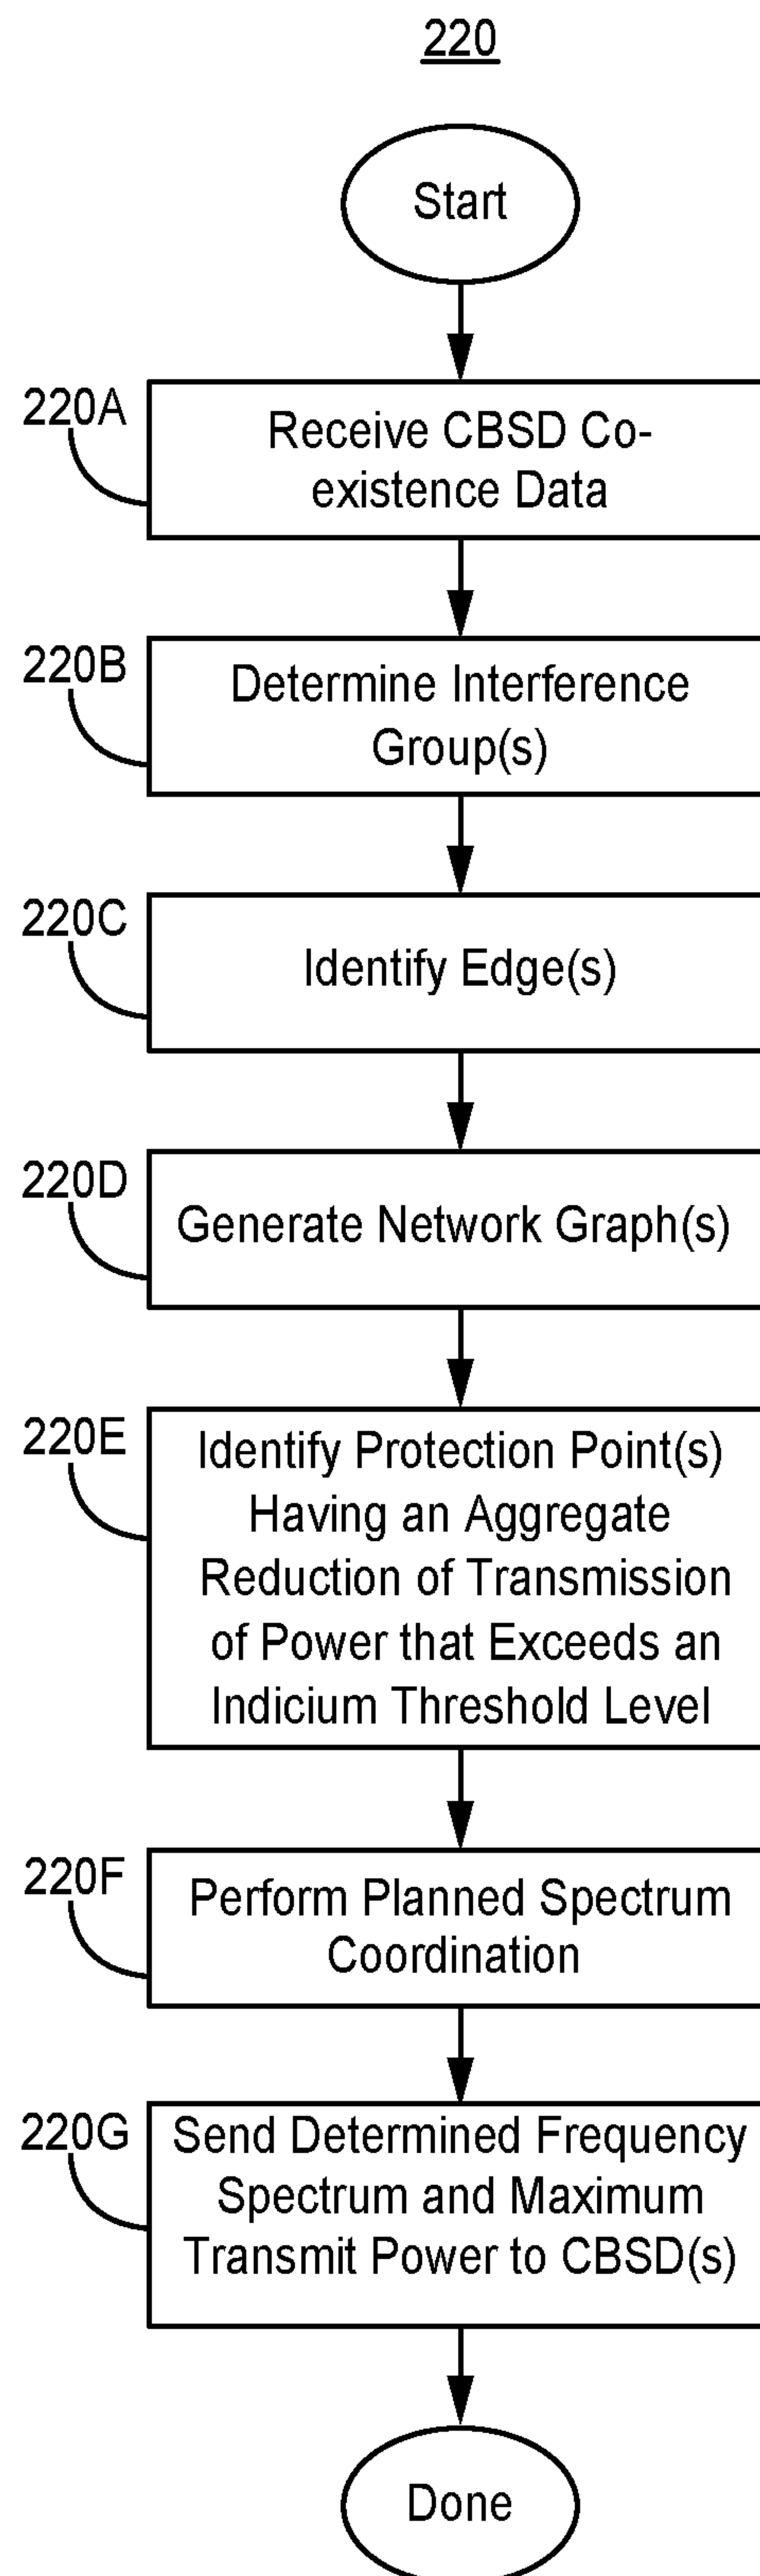 220
Start
220A
Receive CBSD Co-
existence Data
220B
Determine Interference
Group(s)
220C
Identify Edge(s)
220D
Generate Network Graph(s)
220E
Identify Protection Point(s)
Having an Aggregate
Reduction of Transmission
of Power that Exceeds an
Indicium Threshold Level
220F
Perform Planned Spectrum
Coordination
220G
Send Determined Frequency
Spectrum and Maximum
Transmit Power to CBSD(s)
Done